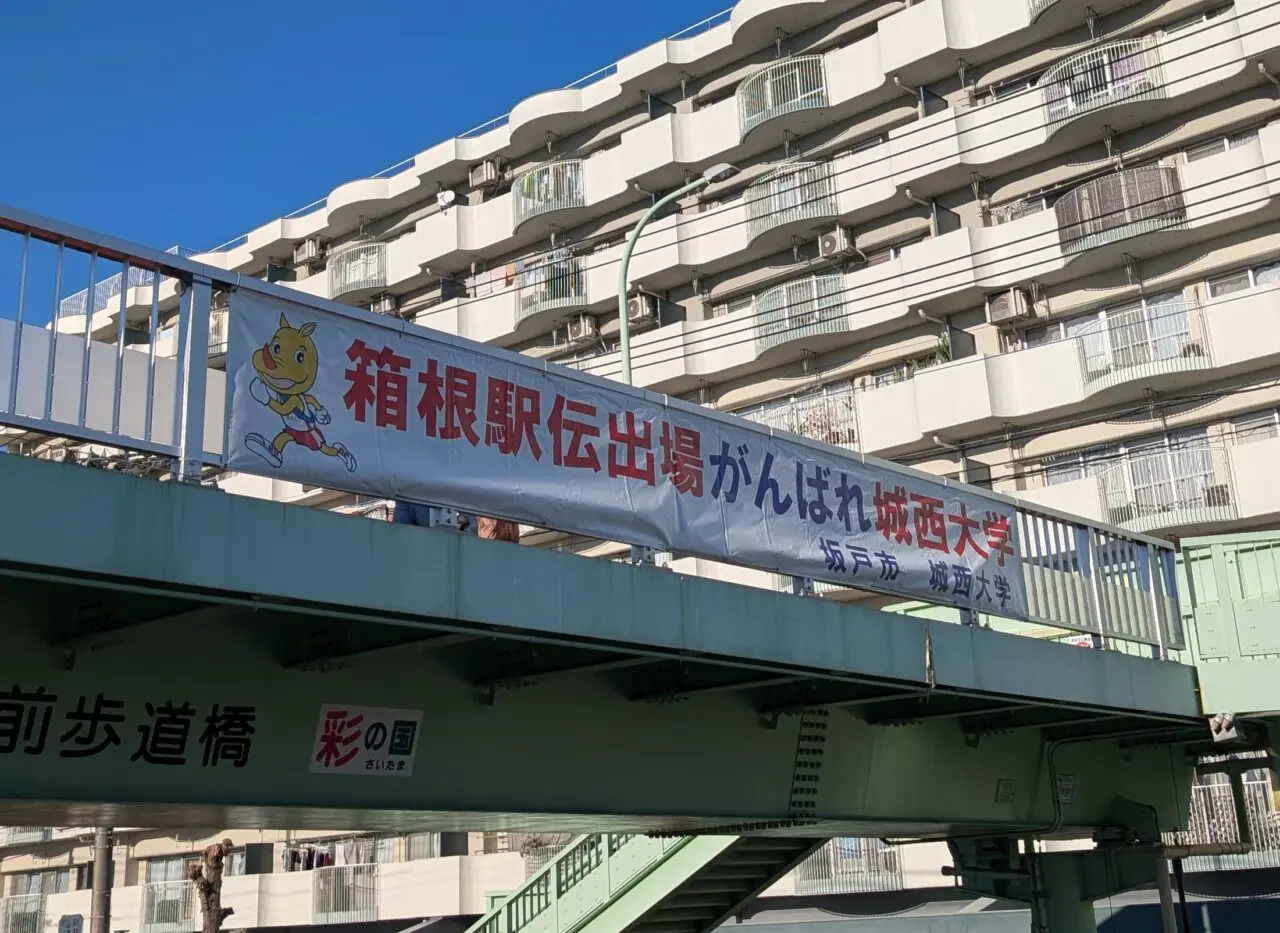 箱根駅伝出場がんばれ城西大学
坂戸市 城西大学
前歩道橋
彩の国
さいたま